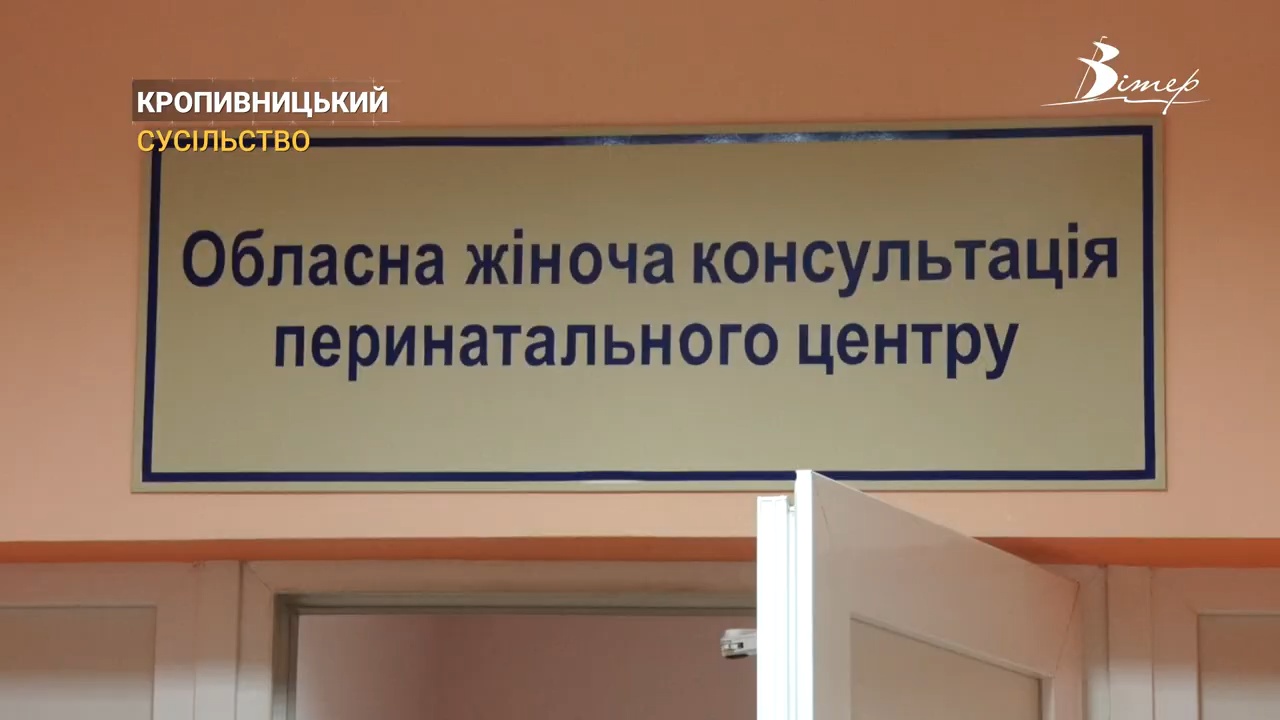 Вітер
КРОПИВНИЦЬКИЙ
СУСІЛЬСТВО
Обласна жіноча консультація
перинатального центру